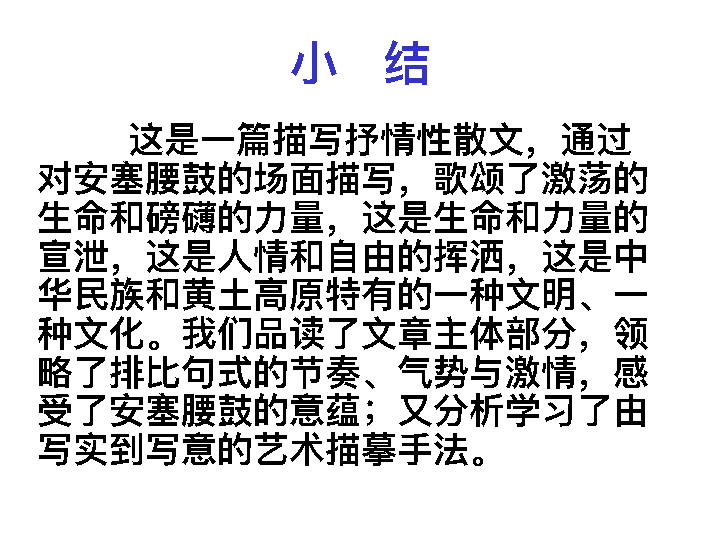 小 结
这是一篇描写抒情性散文，通过
对安塞腰鼓的场面描写，歌颂了激荡的
生命和磅礴的力量，这是生命和力量的
宣泄，这是人情和自由的挥洒，这是中
华民族和黄土高原特有的一种文明、一
种文化。我们品读了文章主体部分，领
略了排比句式的节奏、气势与激情，感
受了安塞腰鼓的意蕴；又分析学习了由
写实到写意的艺术描摹手法。